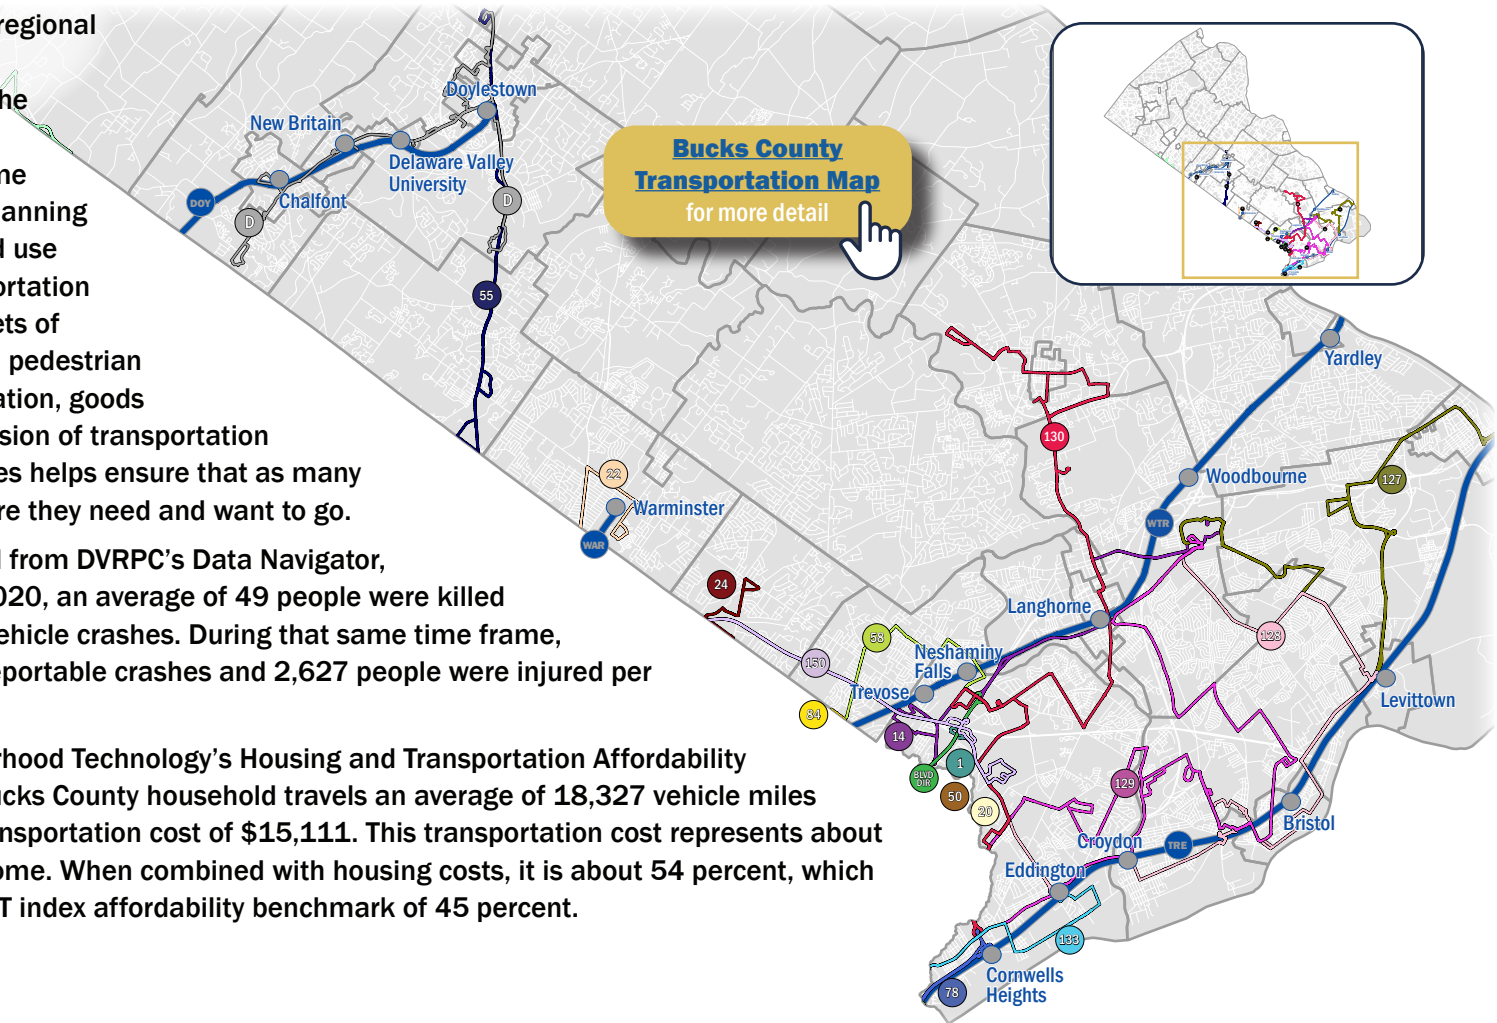 regional
he
me
anning
d use
ortation
ets of
pedestrian
ation, goods
sion of transportation
es helps ensure that as many
re they need and want to go.
l from DVRPC’s Data Navigator,
020, an average of 49 people were killed
ehicle crashes. During that same time frame,
eportable crashes and 2,627 people were injured per
rhood Technology’s Housing and Transportation Affordability
ucks County household travels an average of 18,327 vehicle miles
ansportation cost of $15,111. This transportation cost represents about
ome. When combined with housing costs, it is about 54 percent, which
T index affordability benchmark of 45 percent.
Bucks County
Transportation Map
for more detail
Doylestown
New Britain
Delaware Valley
University
Chalfont
DOY
D
D
55
22
Warminster
WAR
24
130
Yardley
Woodbourne
127
WTR
Langhorne
128
58
Neshaminy
Falls
150
Trevose
84
14
Levittown
BLVD
DIR
1
50
20
129
Bristol
Croydon
TRE
Eddington
133
Cornwells
Heights
78